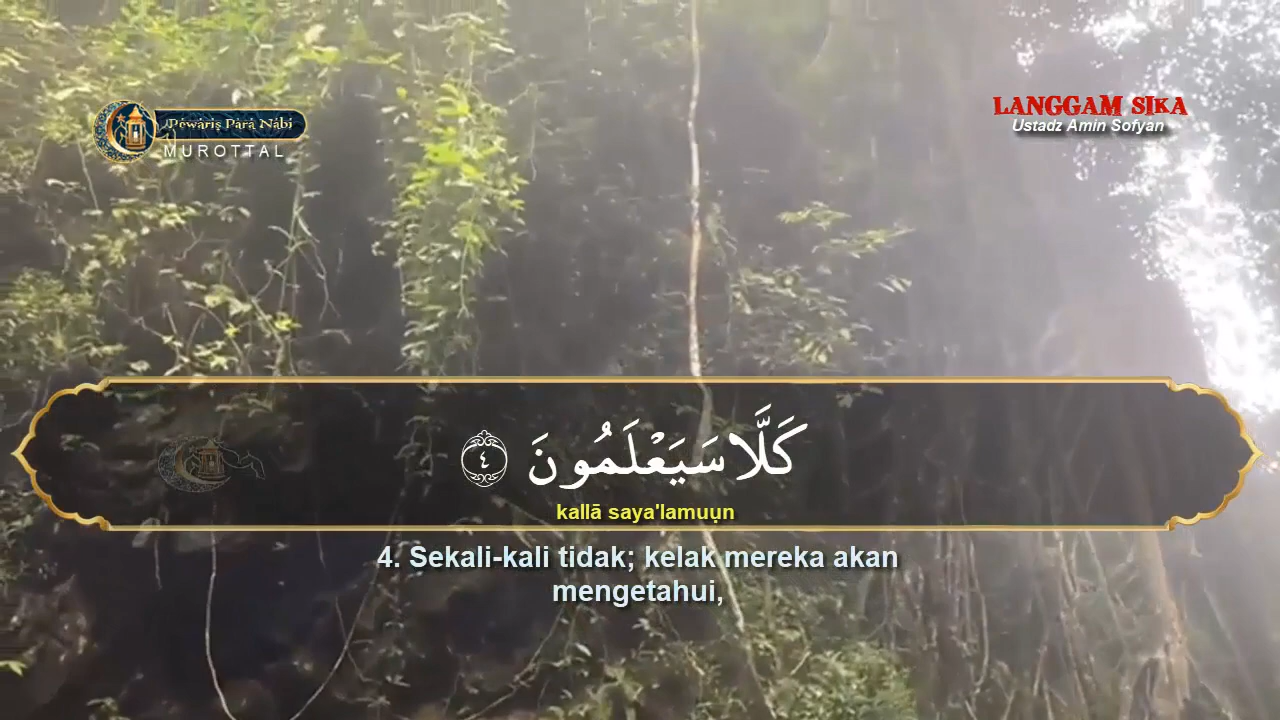 Pewaris Para Nabi
MUROTTAL
LANGGAM SIKA
Ustadz Amin Sofyan
كَلَّا سَيَعْلَمُونَ ٤
kallā saya'lamuụn
4. Sekali-kali tidak; kelak mereka akan
mengetahui,